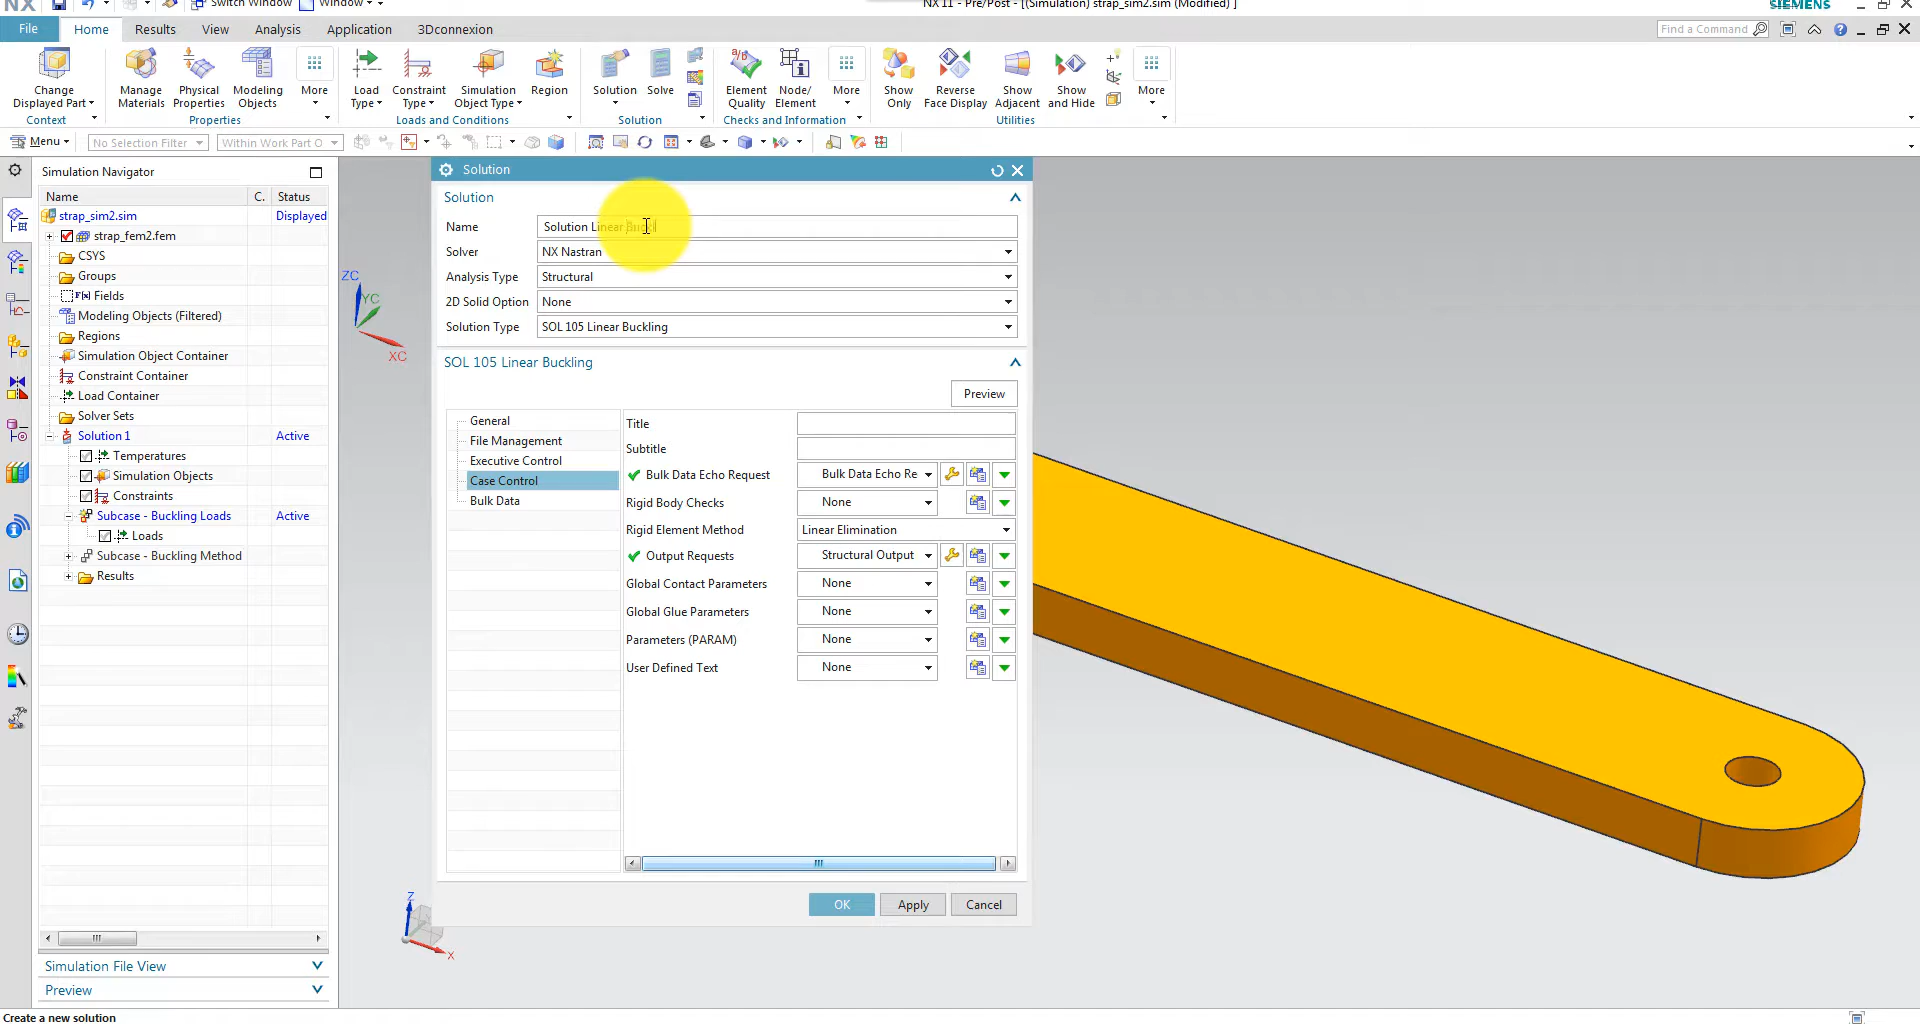 NX
Switch Window
Window
NX 11 - Pre/Post - [(Simulation) strap_sim2.sim (Modified) ]
SIEMENS
File
Home
Results
View
Analysis
Application
3Dconnexion
Find a Command
Change Displayed Part
Manage Materials
Physical Properties
Modeling Objects
More
Load Type
Constraint Type
Simulation Object Type
Region
Solution
Solve
Element Quality
Node/ Element
More
Show Only
Reverse Face Display
Show Adjacent
Show and Hide
More
Context
Properties
Loads and Conditions
Solution
Checks and Information
Utilities
Menu
No Selection Filter
Within Work Part O
Simulation Navigator
Name
C.
Status
strap_sim2.sim
Displayed
strap_fem2.fem
CSYS
Groups
Fields
Modeling Objects (Filtered)
Regions
Simulation Object Container
Constraint Container
Load Container
Solver Sets
Solution 1
Active
Temperatures
Simulation Objects
Constraints
Subcase - Buckling Loads
Active
Loads
Subcase - Buckling Method
Results
Simulation File View
Preview
Create a new solution
Solution
Solution
Name
Solution Linear
Solver
NX Nastran
Analysis Type
Structural
2D Solid Option
None
Solution Type
SOL 105 Linear Buckling
SOL 105 Linear Buckling
Preview
General
File Management
Executive Control
Case Control
Bulk Data
Title
Subtitle
Bulk Data Echo Request
Bulk Data Echo Re
Rigid Body Checks
None
Rigid Element Method
Linear Elimination
Output Requests
Structural Output
Global Contact Parameters
None
Global Glue Parameters
None
Parameters (PARAM)
None
User Defined Text
None
OK
Apply
Cancel
ZC
YC
XC
Z
X